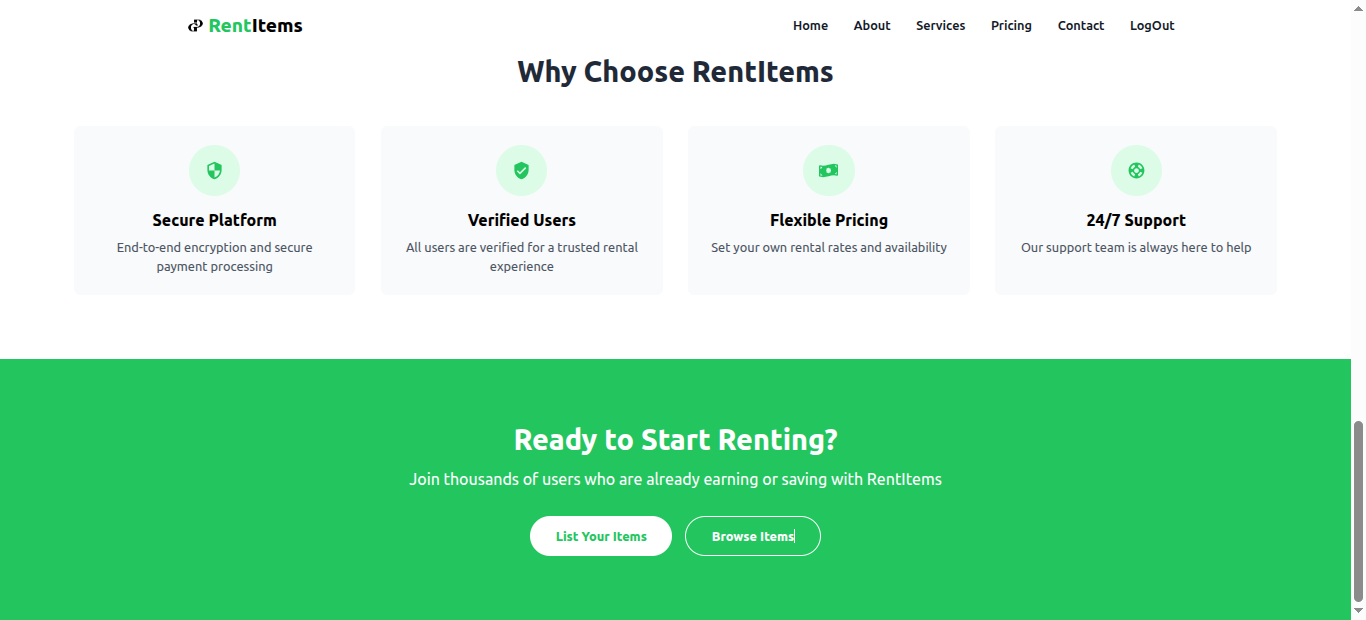 RentItems
Home About Services Pricing Contact LogOut
Why Choose RentItems
Secure Platform
End-to-end encryption and secure
payment processing
Verified Users
All users are verified for a trusted rental
experience
Flexible Pricing
Set your own rental rates and availability
24/7 Support
Our support team is always here to help
Ready to Start Renting?
Join thousands of users who are already earning or saving with RentItems
List Your Items
Browse Items